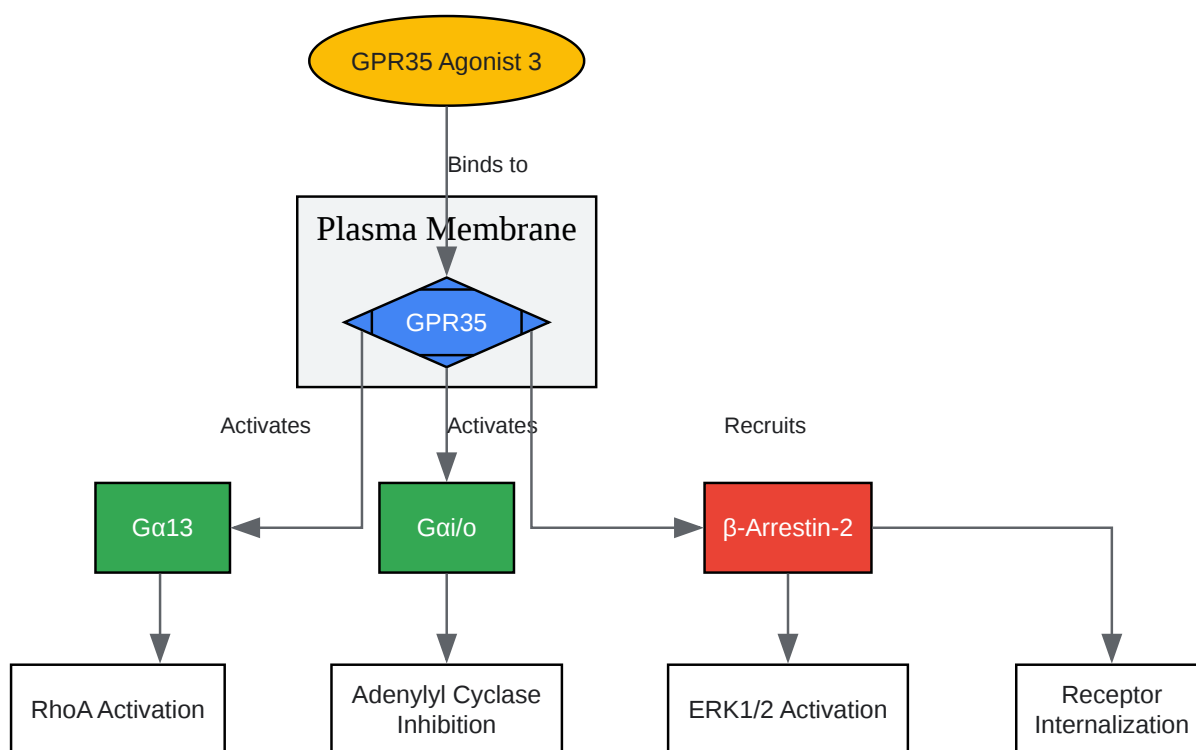 GPR35 Agonist 3
Binds to
Plasma Membrane
GPR35
Activates
Activates
Recruits
Gα13
Gαi/o
β-Arrestin-2
RhoA Activation
Adenylyl Cyclase
Inhibition
ERK1/2 Activation
Receptor
Internalization